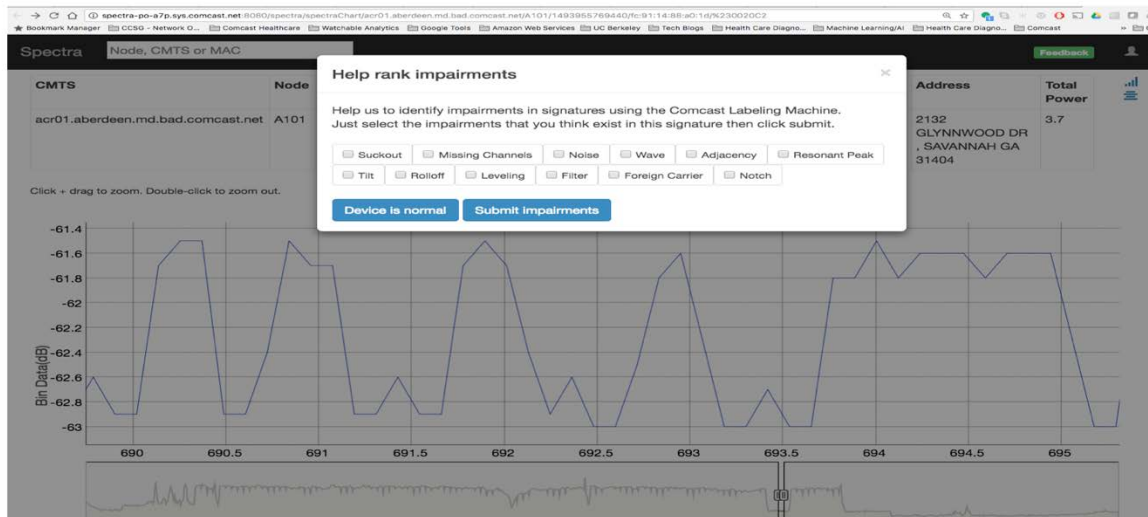 spectra-po-a7p.sys.comcast.net:8080/spectra/spectraChart/acr01.aberdeen.md.bad.comcast.net/A101/1493955769440/fc:91:14:88:a0:1d/%230020C2
Bookmark Manager CCSG - Network O... Comcast Healthcare Watchable Analytics Google Tools Amazon Web Services UC Berkeley Tech Blogs Health Care Diagno... Machine Learning/AI Health Care Diagno... Comcast »
Spectra Node, CMTS or MAC Feedback
Help rank impairments ×
CMTS Node Address Total Power
Help us to identify impairments in signatures using the Comcast Labeling Machine.
Just select the impairments that you think exist in this signature then click submit.
acr01.aberdeen.md.bad.comcast.net A101
2132
GLYNNWOOD DR
, SAVANNAH GA
31404
3.7
Suckout Missing Channels Noise Wave Adjacency Resonant Peak
Tilt Rolloff Leveling Filter Foreign Carrier Notch
Click + drag to zoom. Double-click to zoom out.
Device is normal Submit impairments
Bin Data(dB)
-61.4
-61.6
-61.8
-62
-62.2
-62.4
-62.6
-62.8
-63
690 690.5 691 691.5 692 692.5 693 693.5 694 694.5 695